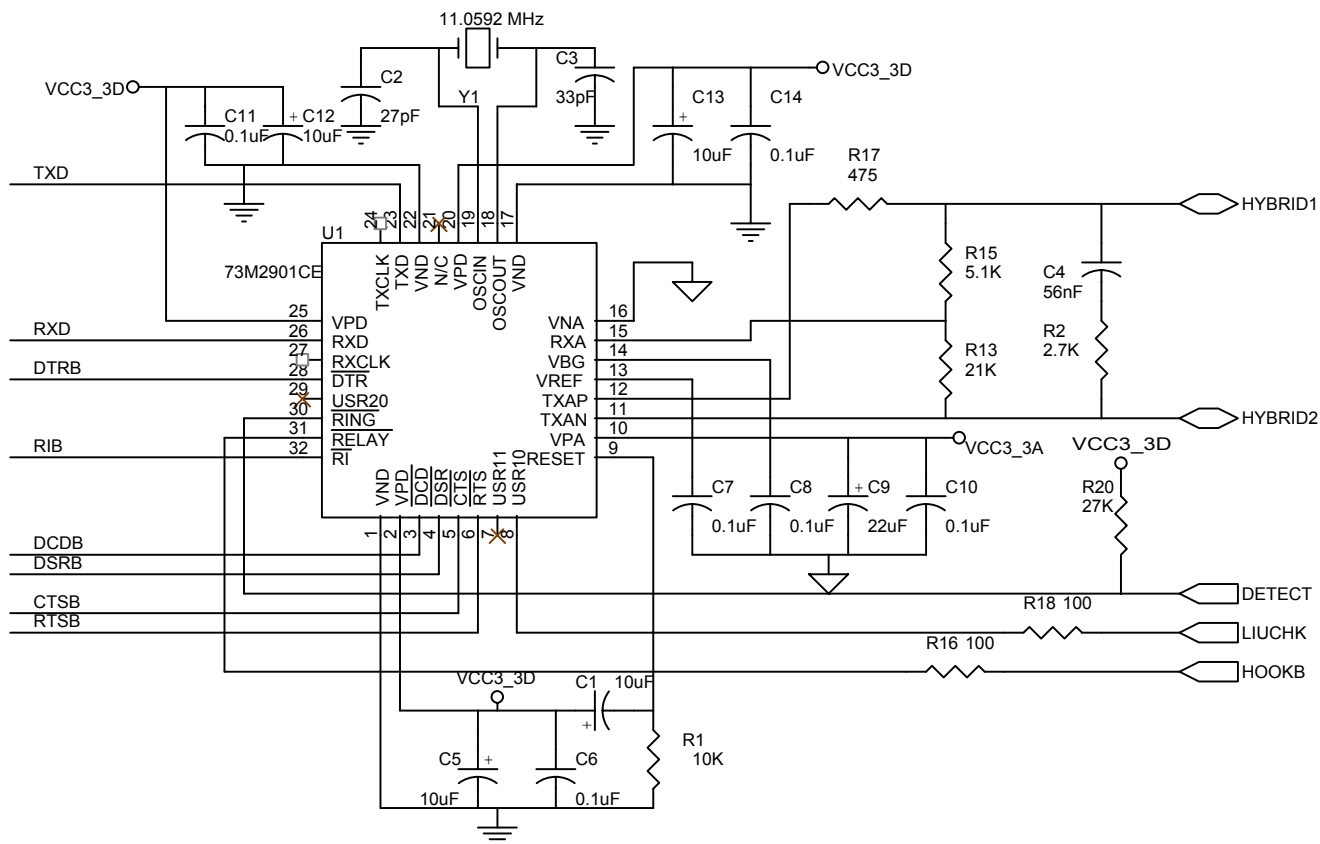 11.0592 MHz
C2
C3
VCC3_3D
VCC3_3D
C11
+ C12
27pF
Y1
33pF
C13
C14
+
0.1uF
10uF
10uF
0.1uF
TXD
R17
475
HYBRID1
24
23
22
21
20
19
18
17
U1
73M2901CE
TXCLK
TXD
VND
N/C
VPD
OSCIN
OSCOUT
VND
R15
5.1K
C4
56nF
25
VPD
VNA
16
RXD
26
RXD
RXA
15
R2
2.7K
27
RXCLK
VBG
14
R13
21K
DTRB
28
DTR
VREF
13
29
USR20
TXAP
12
30
RING
TXAN
11
HYBRID2
31
RELAY
VPA
10
VCC3_3A
VCC3_3D
RIB
32
RI
RESET
9
VND
VPD
DCD
DSR
CTS
RTS
USR11
USR10
C7
C8
+
C9
C10
R20
27K
0.1uF
0.1uF
22uF
0.1uF
1
2
3
4
5
6
7
8
DCDB
DSRB
DETECT
CTSB
R18 100
RTSB
LIUCHK
R16 100
HOOKB
VCC3_3D
C1
10uF
+
R1
10K
C5
+
C6
10uF
0.1uF